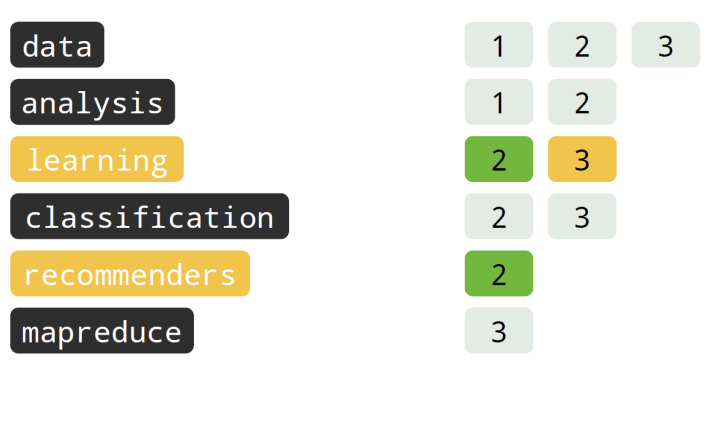 data 1 2 3
analysis 1 2
learning 2 3
classification 2 3
recommenders 2
mapreduce 3